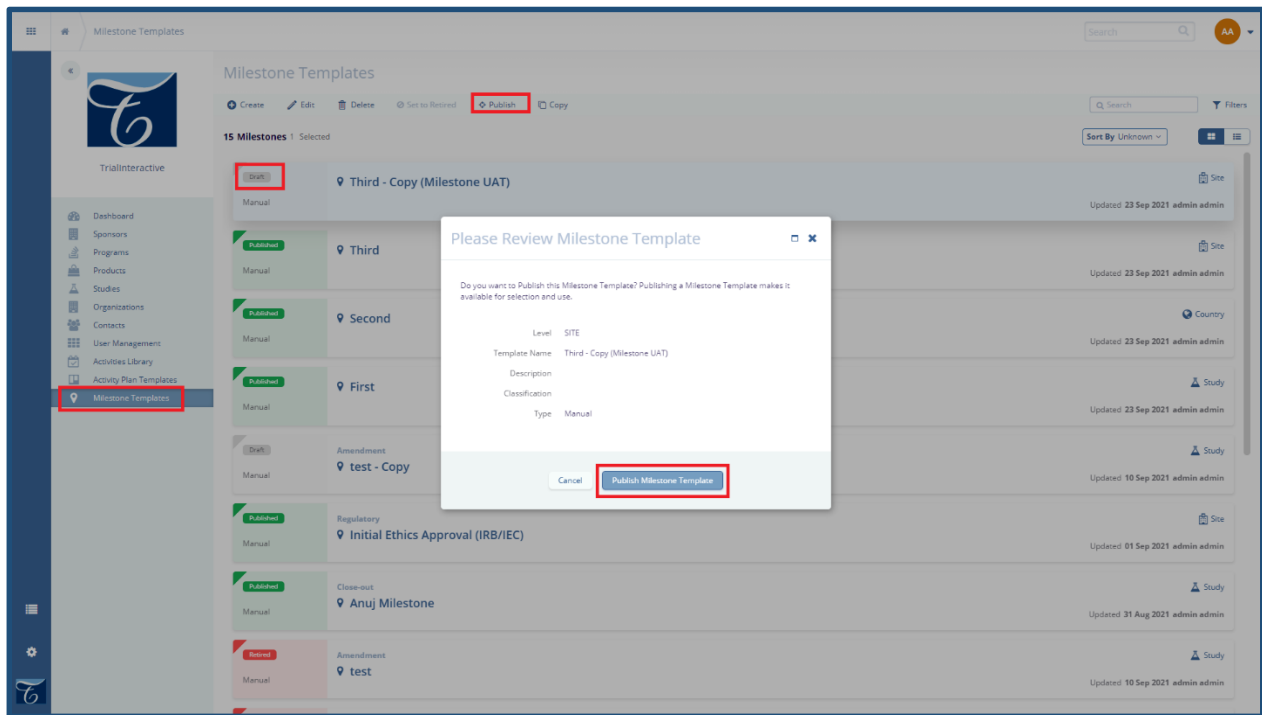 Milestone Templates
Search
AA
TrialInteractive
Dashboard
Sponsors
Programs
Products
Studies
Organizations
Contacts
User Management
Activities Library
Activity Plan Templates
Milestone Templates
Milestone Templates
Create Edit Delete Set to Retired Publish Copy
Search
Filters
15 Milestones 1 Selected
Sort By Unknown
Draft
Manual
Third - Copy (Milestone UAT)
Site
Updated 23 Sep 2021 admin admin
Published
Manual
Third
Site
Updated 23 Sep 2021 admin admin
Published
Manual
Second
Country
Updated 23 Sep 2021 admin admin
Published
Manual
First
Study
Updated 23 Sep 2021 admin admin
Draft
Manual
Amendment
test - Copy
Study
Updated 10 Sep 2021 admin admin
Published
Manual
Regulatory
Initial Ethics Approval (IRB/IEC)
Site
Updated 01 Sep 2021 admin admin
Published
Manual
Close-out
Anuj Milestone
Study
Updated 31 Aug 2021 admin admin
Retired
Manual
Amendment
test
Study
Updated 10 Sep 2021 admin admin
Please Review Milestone Template
Do you want to Publish this Milestone Template? Publishing a Milestone Template makes it
available for selection and use.
Level SITE
Template Name Third - Copy (Milestone UAT)
Description
Classification
Type Manual
Cancel
Publish Milestone Template